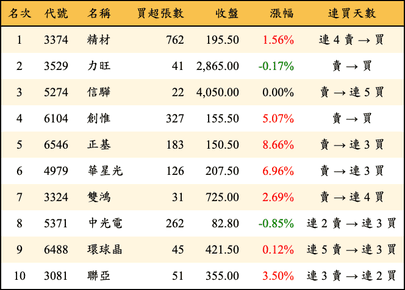 名次 代號 名稱 買超張數 收盤 漲幅 連買天數
1 3374 精材 762 195.50 1.56% 連 4 賣 → 買
2 3529 力旺 41 2,865.00 -0.17% 賣 → 買
3 5274 信驊 22 4,050.00 0.00% 賣 → 連 5 買
4 6104 創惟 327 155.50 5.07% 賣 → 買
5 6546 正基 183 150.50 8.66% 賣 → 連 3 買
6 4979 華星光 126 207.50 6.96% 賣 → 連 3 買
7 3324 雙鴻 31 725.00 2.69% 賣 → 連 4 買
8 5371 中光電 262 82.80 -0.85% 連 2 賣 → 連 3 買
9 6488 環球晶 45 421.50 0.12% 連 5 賣 → 連 3 買
10 3081 聯亞 51 355.00 3.50% 連 3 賣 → 連 2 買